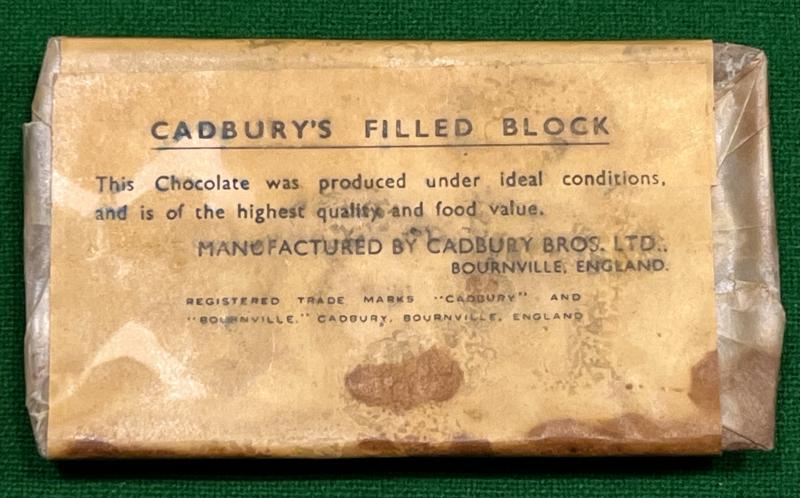 CADBURY'S FILLED BLOCK
This Chocolate was produced under ideal conditions,
and is of the highest quality and food value.
MANUFACTURED BY CADBURY BROS. LTD.,
BOURNVILLE, ENGLAND.
REGISTERED TRADE MARKS "CADBURY" AND
"BOURNVILLE." CADBURY, BOURNVILLE, ENGLAND